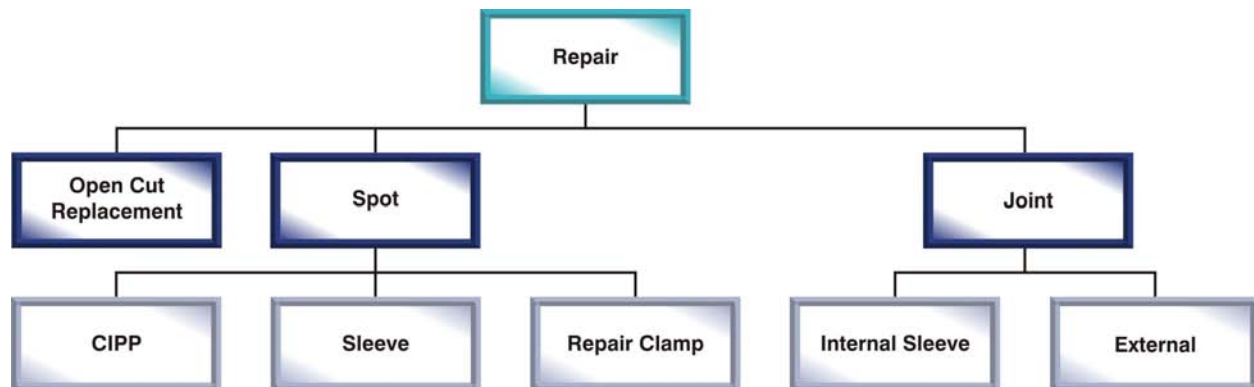 Repair
Open Cut
Replacement
Spot
Joint
CIPP
Sleeve
Repair Clamp
Internal Sleeve
External